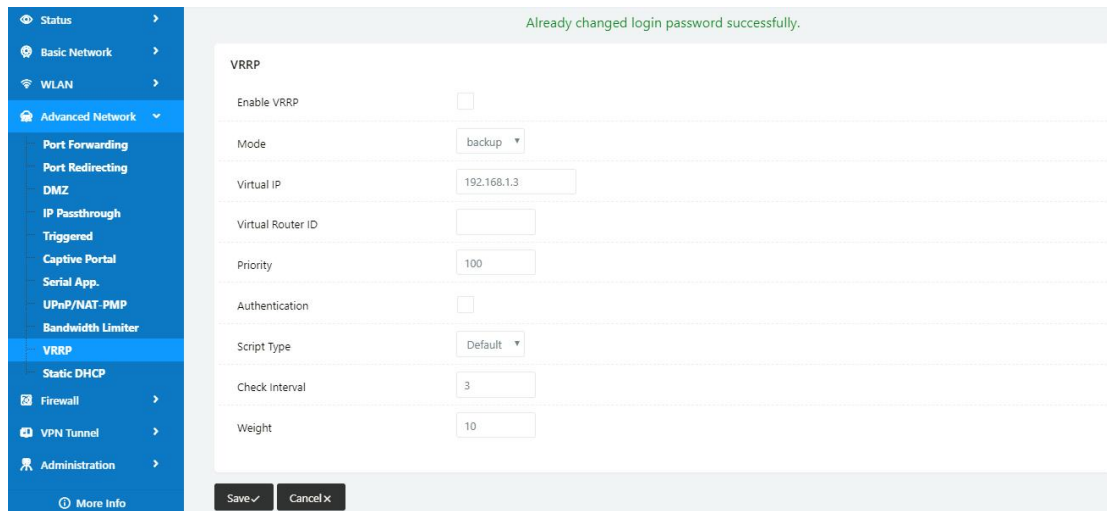 Status
Basic Network
WLAN
Advanced Network
Port Forwarding
Port Redirecting
DMZ
IP Passthrough
Triggered
Captive Portal
Serial App.
UPnP/NAT-PMP
Bandwidth Limiter
VRRP
Static DHCP
Firewall
VPN Tunnel
Administration
More Info
Already changed login password successfully.
VRRP
Enable VRRP
Mode backup
Virtual IP 192.168.1.3
Virtual Router ID
Priority 100
Authentication
Script Type Default
Check Interval 3
Weight 10
Save Cancel